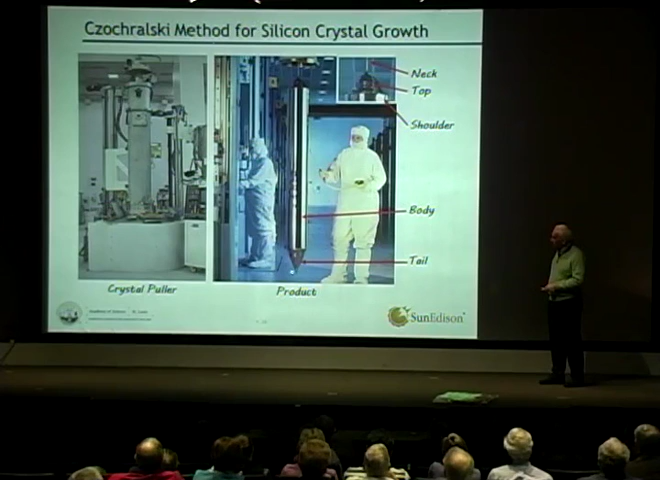 Czochralski Method for Silicon Crystal Growth
Neck
Top
Shoulder
Body
Tail
Crystal Puller
Product
SunEdison